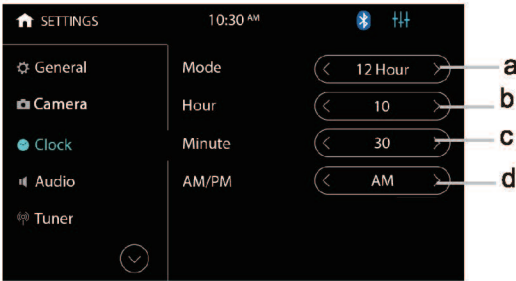 SETTINGS 10:30 AM
General Mode 12 Hour a
Camera Hour 10 b
Clock Minute 30 c
Audio AM/PM AM d
Tuner